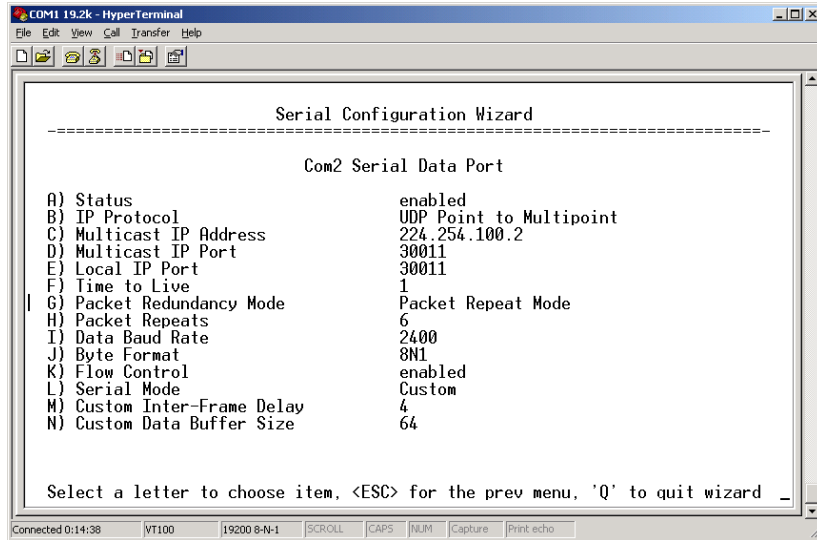 COM1 19.2k - HyperTerminal
File Edit View Call Transfer Help
Serial Configuration Wizard
-==========================================================================-
Com2 Serial Data Port
A) Status enabled
B) IP Protocol UDP Point to Multipoint
C) Multicast IP Address 224.254.100.2
D) Multicast IP Port 30011
E) Local IP Port 30011
F) Time to Live 1
G) Packet Redundancy Mode Packet Repeat Mode
H) Packet Repeats 6
I) Data Baud Rate 2400
J) Byte Format 8N1
K) Flow Control enabled
L) Serial Mode Custom
M) Custom Inter-Frame Delay 4
N) Custom Data Buffer Size 64
Select a letter to choose item, <ESC> for the prev menu, 'Q' to quit wizard _
Connected 0:14:38 VT100 19200 8-N-1 SCROLL CAPS NUM Capture Print echo